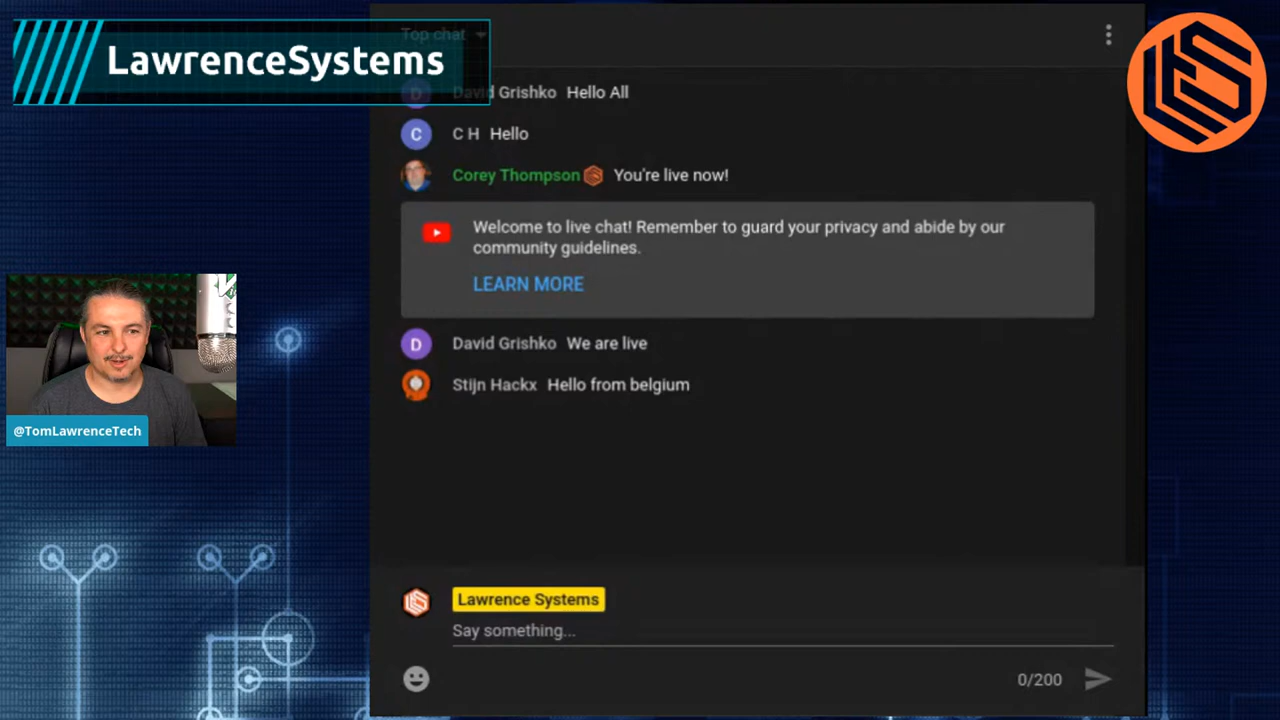 LawrenceSystems
Top chat
David Grishko Hello All
C H Hello
Corey Thompson You're live now!
Welcome to live chat! Remember to guard your privacy and abide by our
community guidelines.
LEARN MORE
D David Grishko We are live
Stijn Hackx Hello from belgium
@TomLawrenceTech
Lawrence Systems
Say something...
0/200